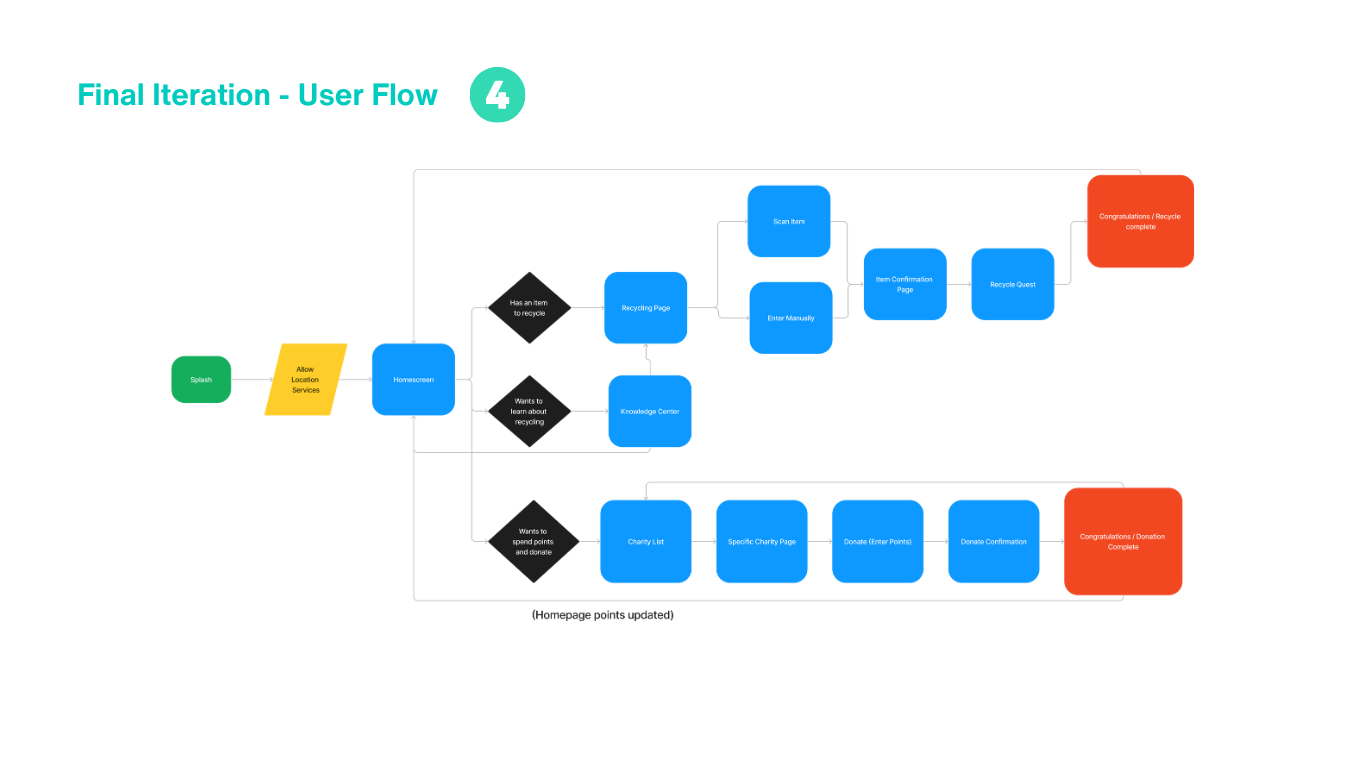 Final Iteration - User Flow
4
Splash
Allow
Location
Services
Homescreen
Has an item
to recycle
Recycling Page
Scan Item
Enter Manually
Item Confirmation
Page
Recycle Quest
Congratulations / Recycle
complete
Wants to
learn about
recycling
Knowledge Center
Wants to
spend points
and donate
Charity List
Specific Charity Page
Donate (Enter Points)
Donate Confirmation
Congratulations / Donation
Complete
(Homepage points updated)